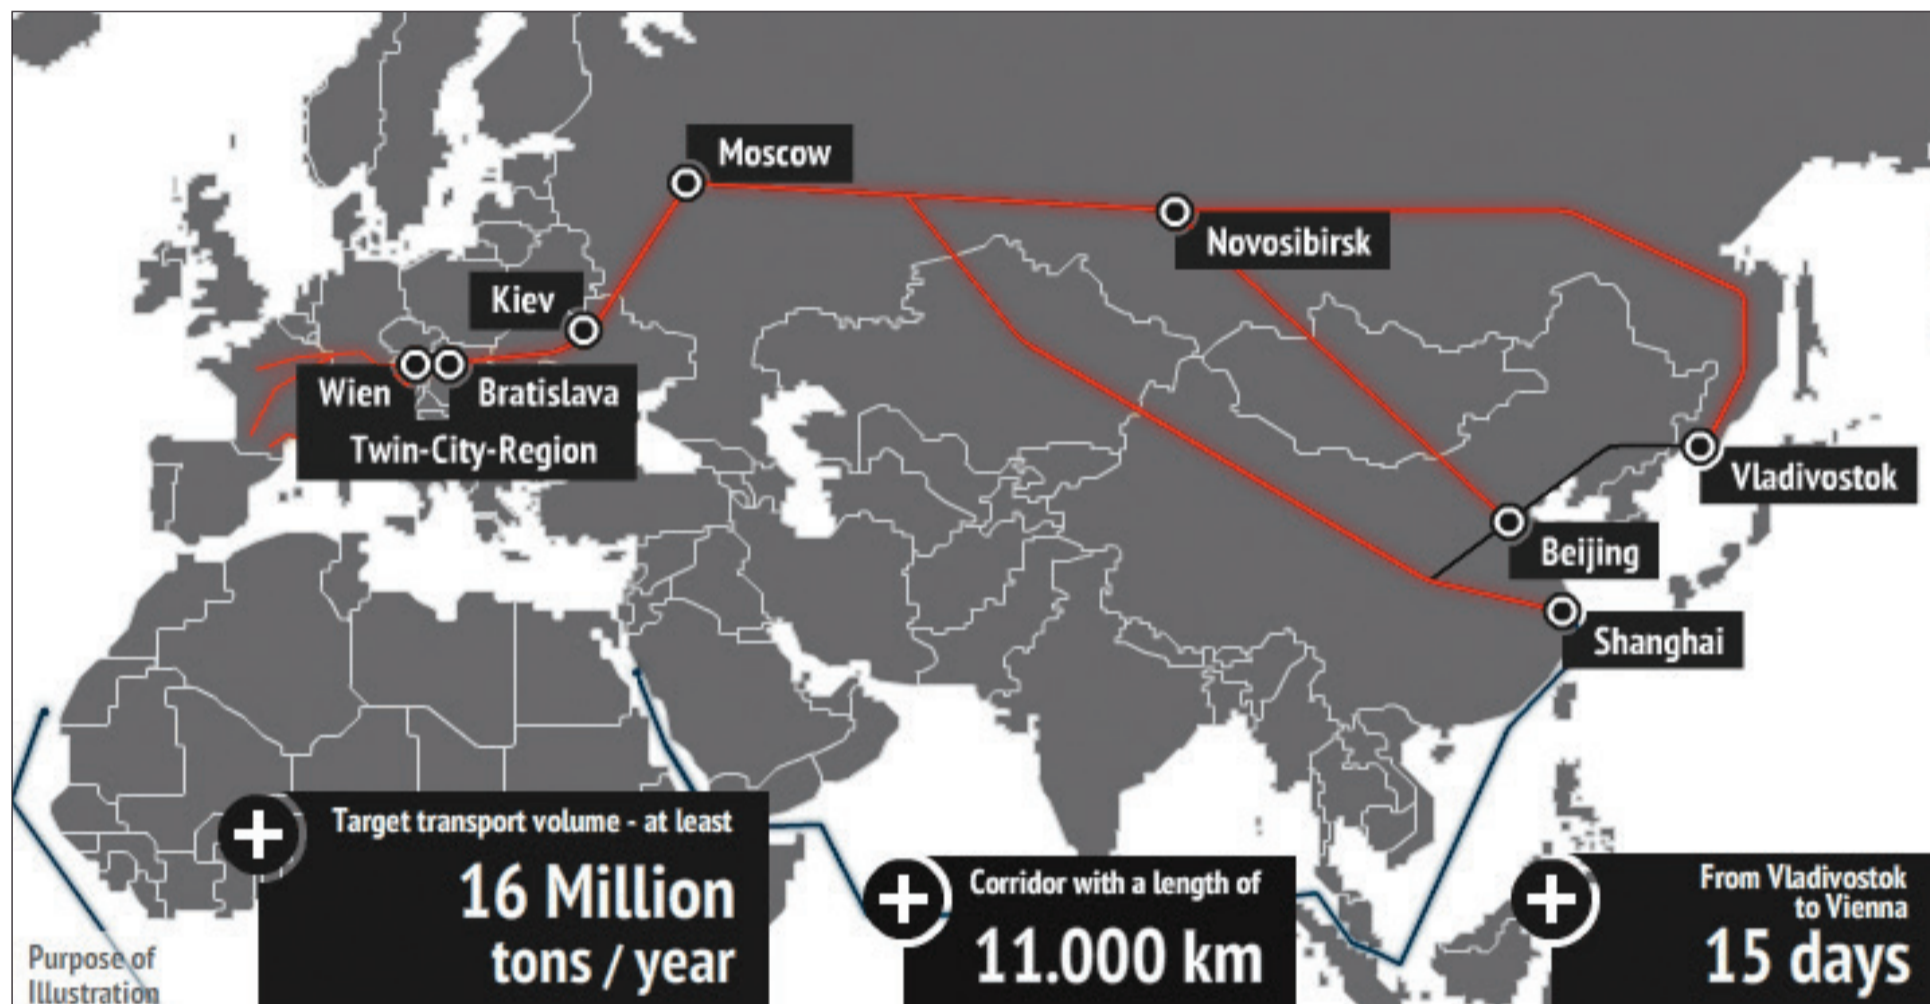 Moscow
Novosibirsk
Kiev
Wien
Bratislava
Twin-City-Region
Vladivostok
Beijing
Shanghai
Target transport volume - at least
16 Million
tons / year
Corridor with a length of
11.000 km
From Vladivostok
to Vienna
15 days
Purpose of
Illustration